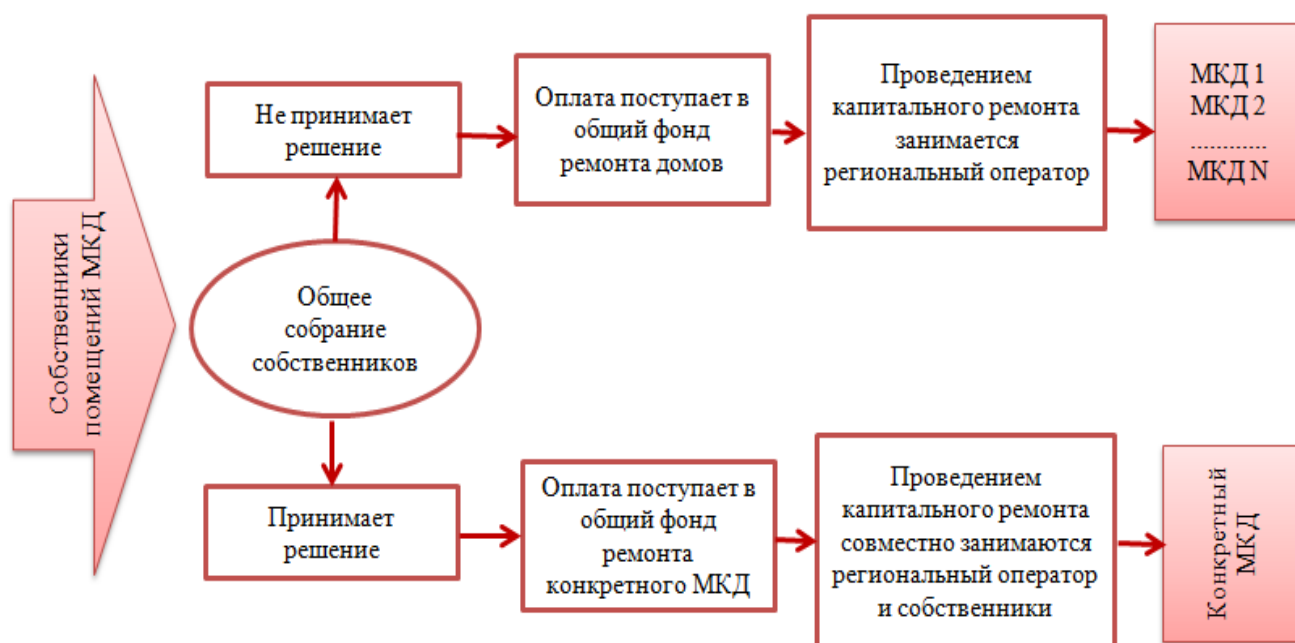 Собственники
помещений МКД
Общее
собрание
собственников
Не принимает
решение
Оплата поступает в
общий фонд
ремонта домов
Проведением
капитального ремонта
занимается
региональный оператор
МКД 1
МКД 2
............
МКД N
Принимает
решение
Оплата поступает в
общий фонд
ремонта
конкретного МКД
Проведением
капитального ремонта
совместно занимаются
региональный оператор
и собственники
Конкретный
МКД